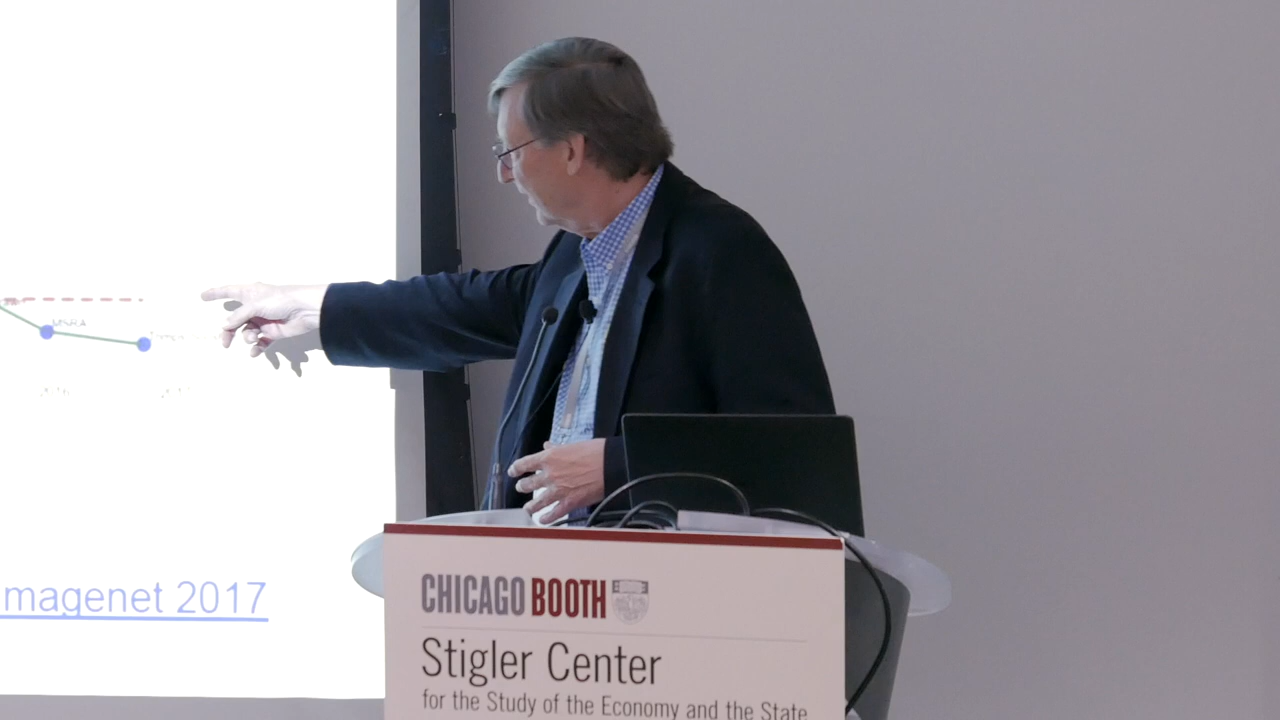 magenet 2017
CHICAGO BOOTH
Stigler Center
for the Study of the Economy and the State